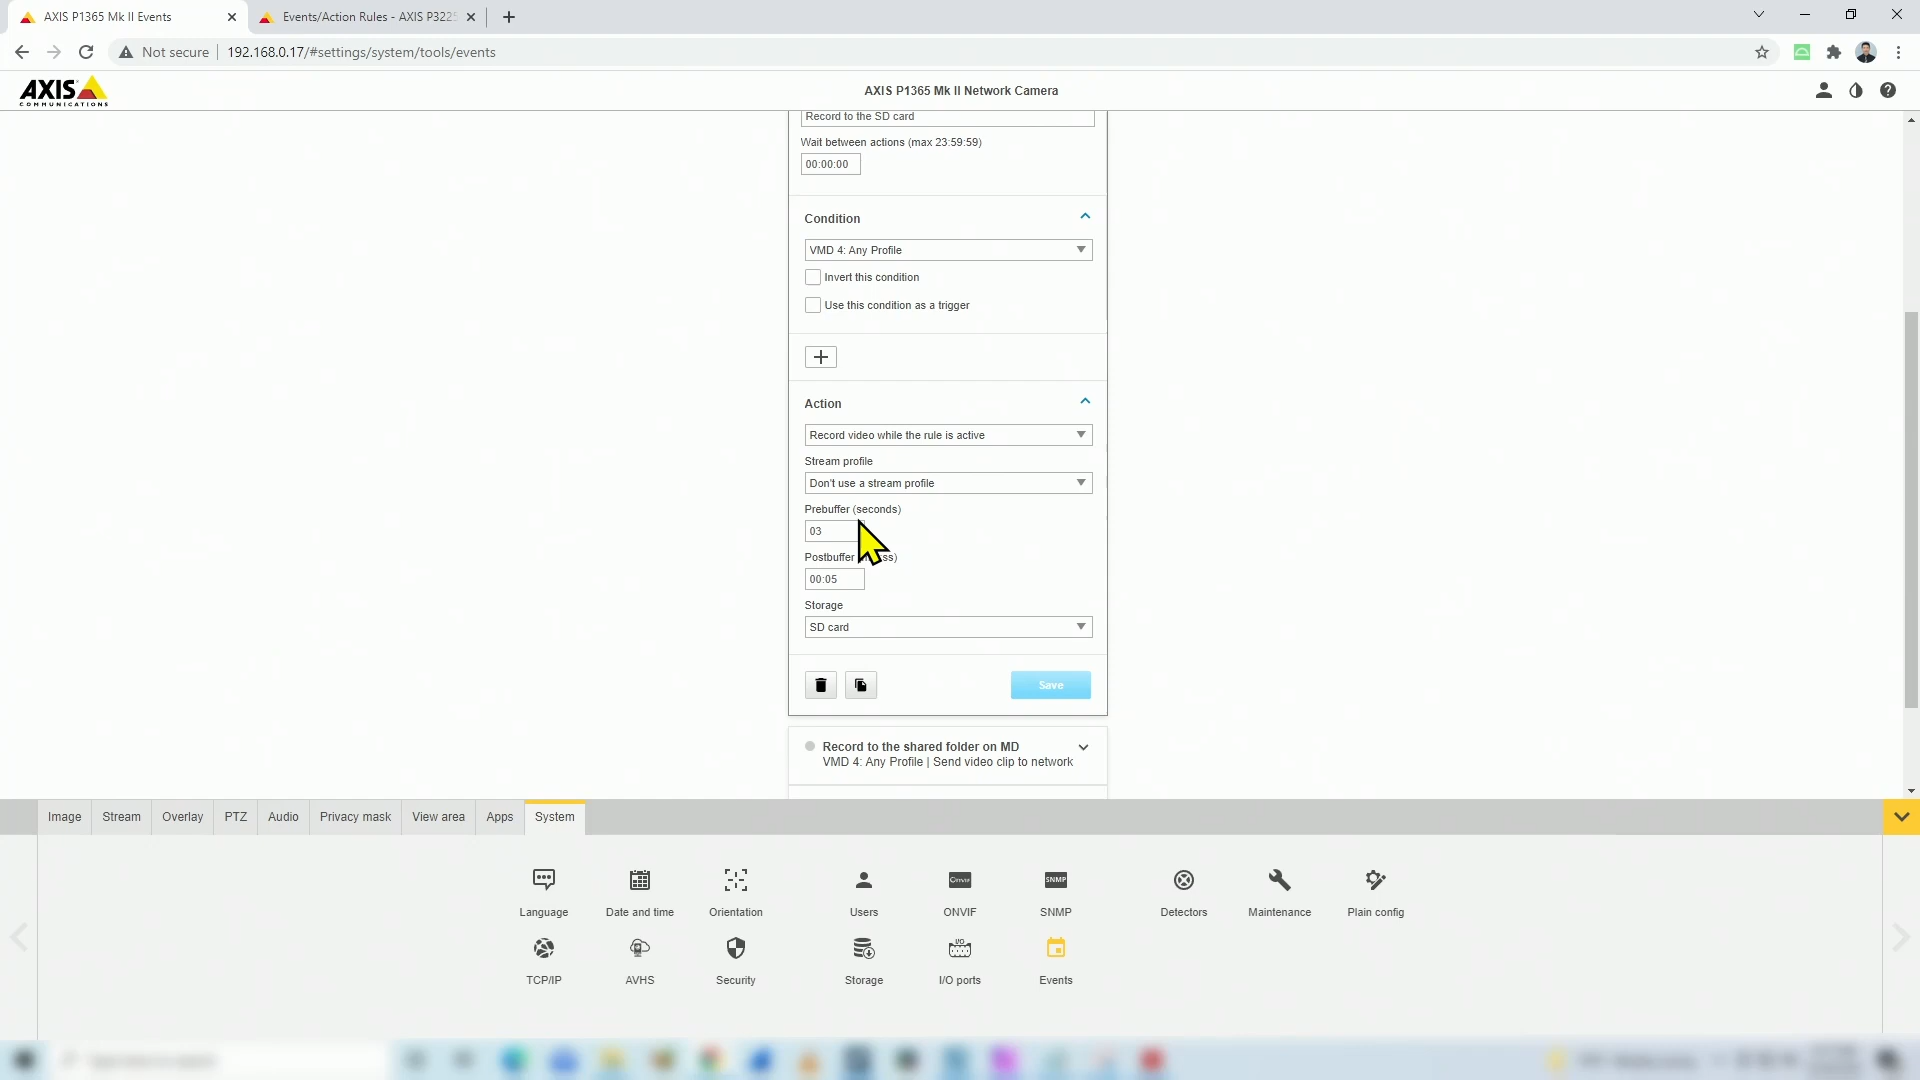 AXIS P1365 Mk II Events
Events/Action Rules - AXIS P3225
Not secure
192.168.0.17/#settings/system/tools/events
AXIS
COMMUNICATIONS
AXIS P1365 Mk II Network Camera
Record to the SD card
Wait between actions (max 23:59:59)
00:00:00
Condition
VMD 4: Any Profile
Invert this condition
Use this condition as a trigger
Action
Record video while the rule is active
Stream profile
Don't use a stream profile
Prebuffer (seconds)
03
Postbuffer
00:05
Storage
SD card
Save
Record to the shared folder on MD
VMD 4: Any Profile | Send video clip to network
Image Stream Overlay PTZ Audio Privacy mask View area Apps System
ONVIF SNMP
Language Date and time Orientation Users ONVIF SNMP Detectors Maintenance Plain config
I/O
TCP/IP AVHS Security Storage I/O ports Events